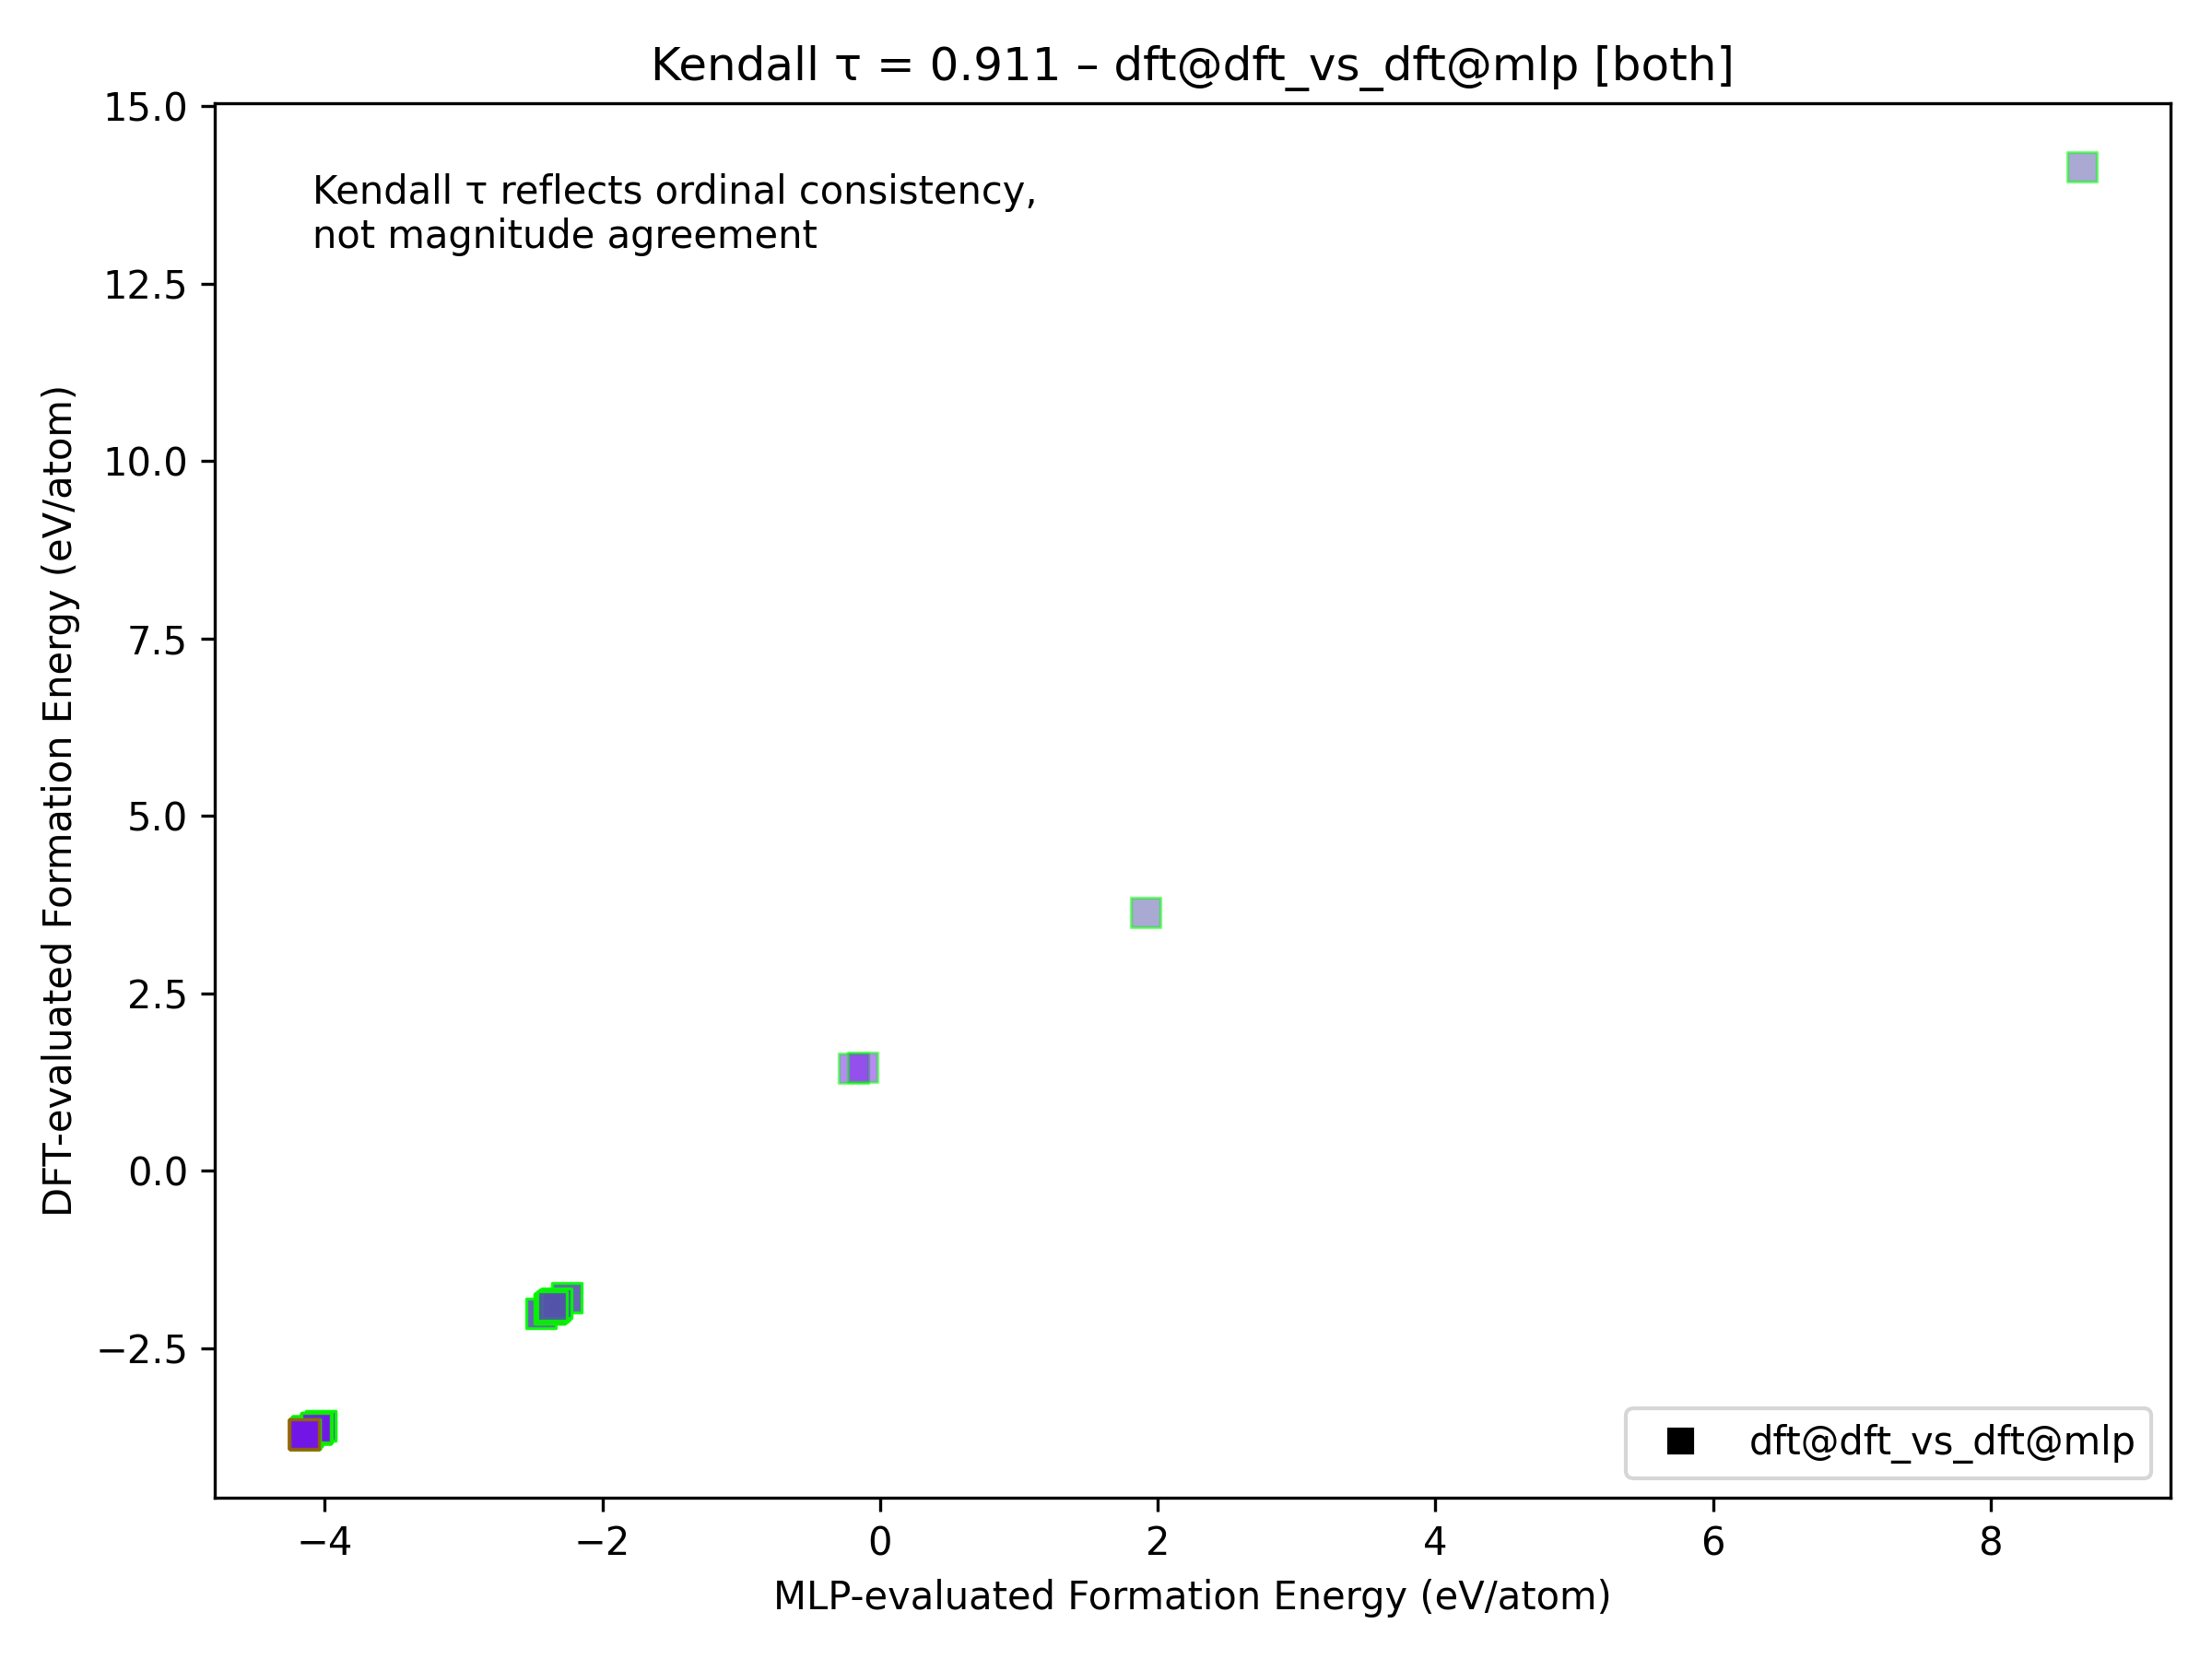 Kendall τ = 0.911 – dft@dft_vs_dft@mlp [both]
Kendall τ reflects ordinal consistency,
not magnitude agreement
DFT-evaluated Formation Energy (eV/atom)
15.0
12.5
10.0
7.5
5.0
2.5
0.0
−2.5
dft@dft_vs_dft@mlp
−4 −2 0 2 4 6 8
MLP-evaluated Formation Energy (eV/atom)